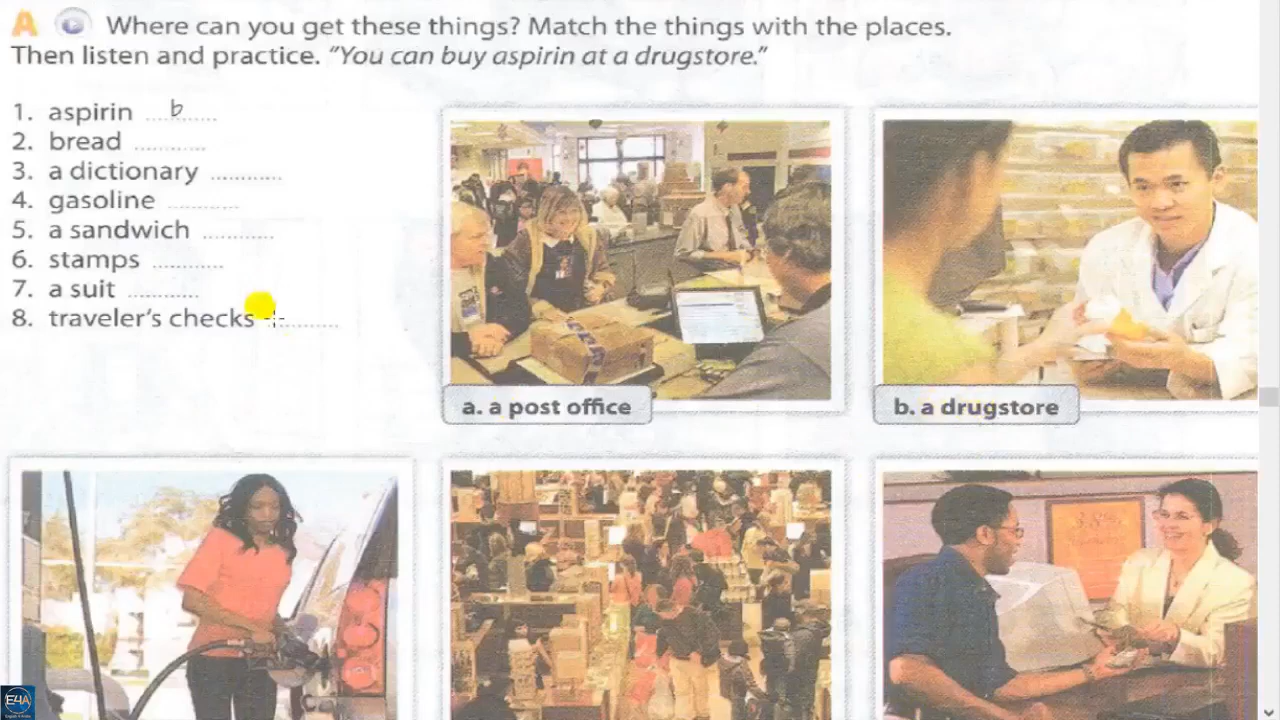 A Where can you get these things? Match the things with the places.
Then listen and practice. "You can buy aspirin at a drugstore."
1. aspirin b
2. bread ............
3. a dictionary ............
4. gasoline ............
5. a sandwich ............
6. stamps ............
7. a suit ............
8. traveler's checks ............
a. a post office
b. a drugstore
E4A